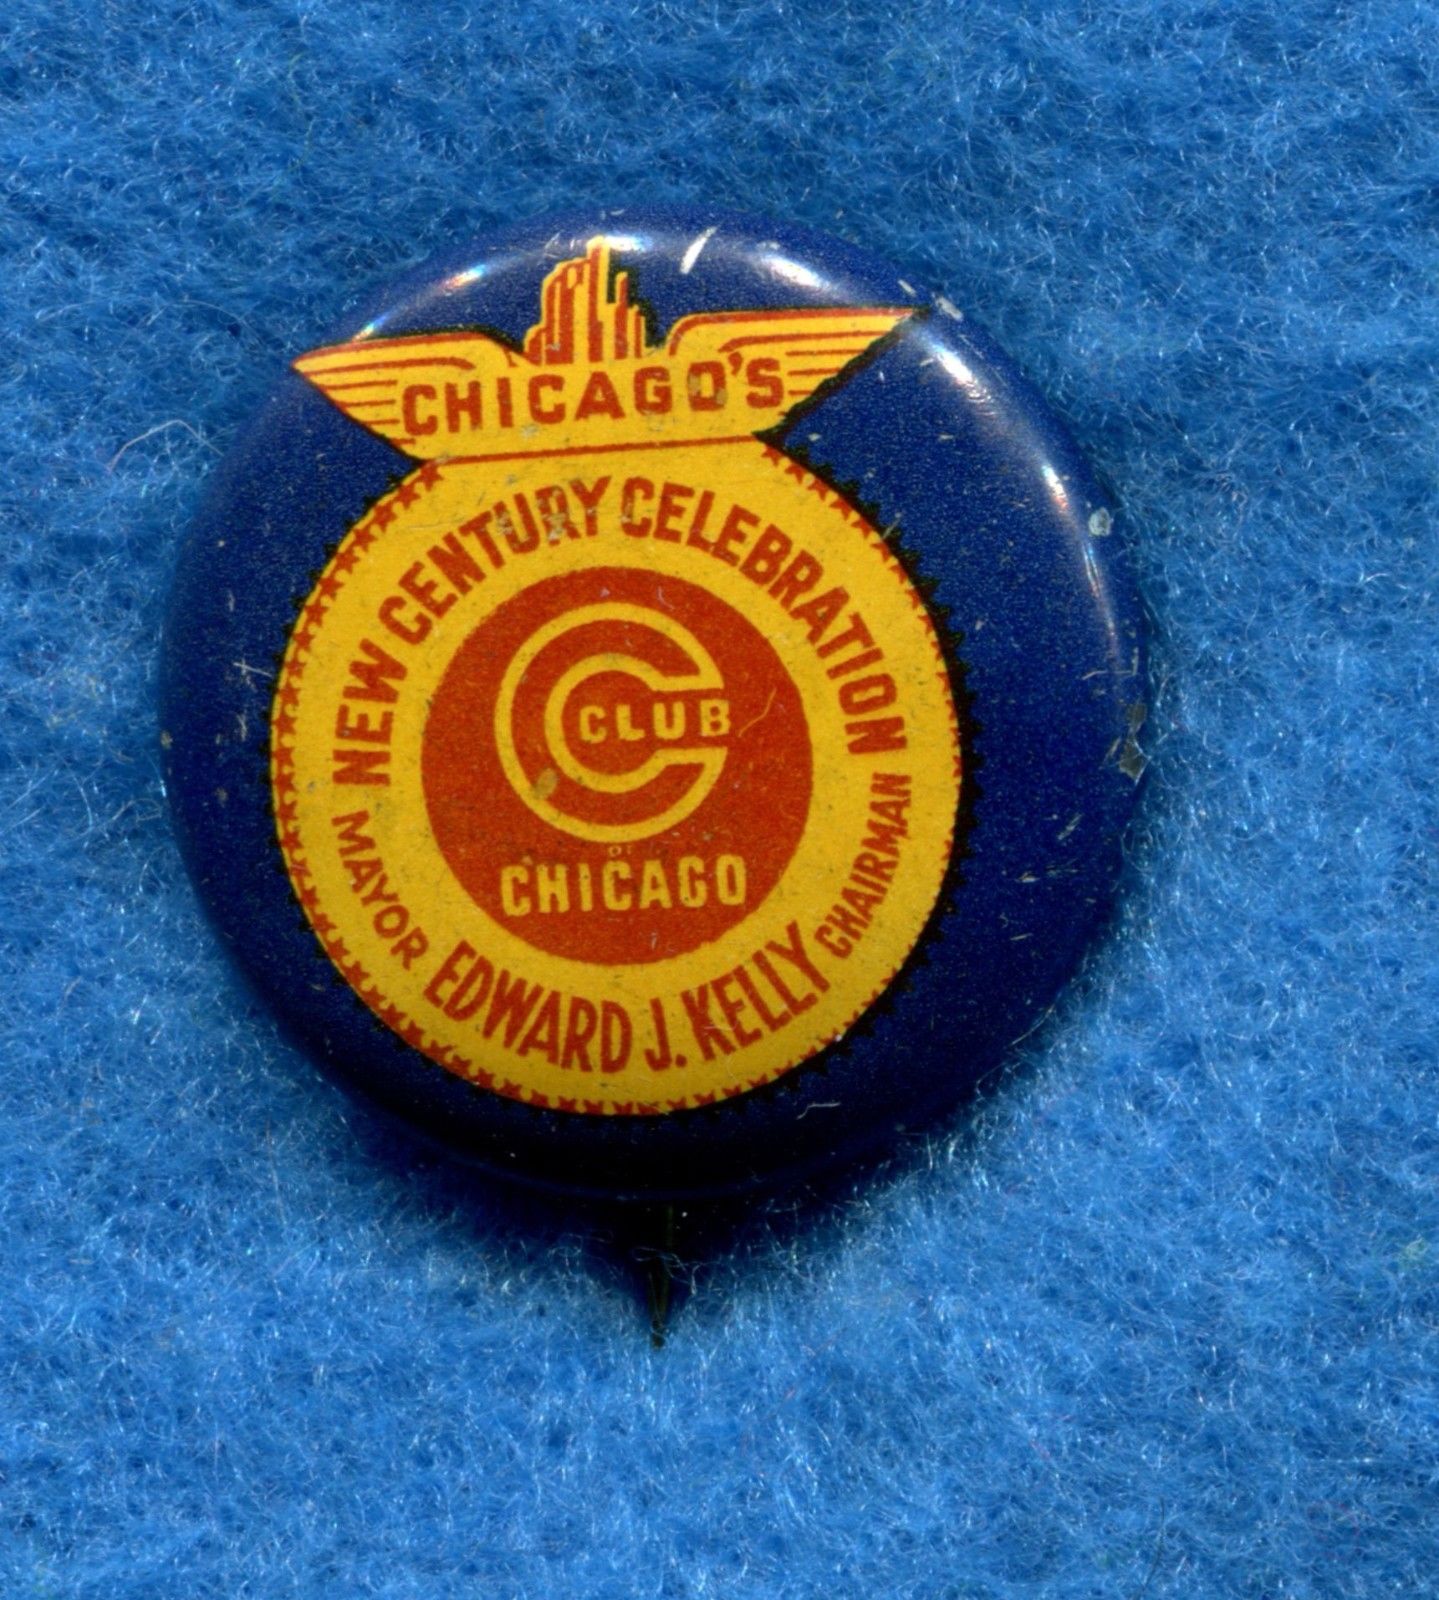 CHICAGO'S
NEW CENTURY CELEBRATION
C CLUB
OF
CHICAGO
MAYOR EDWARD J. KELLY CHAIRMAN